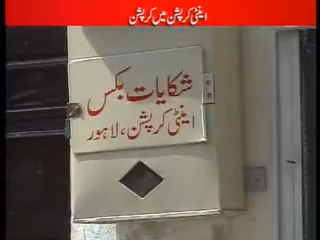 اینٹی کرپشن میں کرپشن
شکایات بکس
اینٹی کرپشن، لاہور